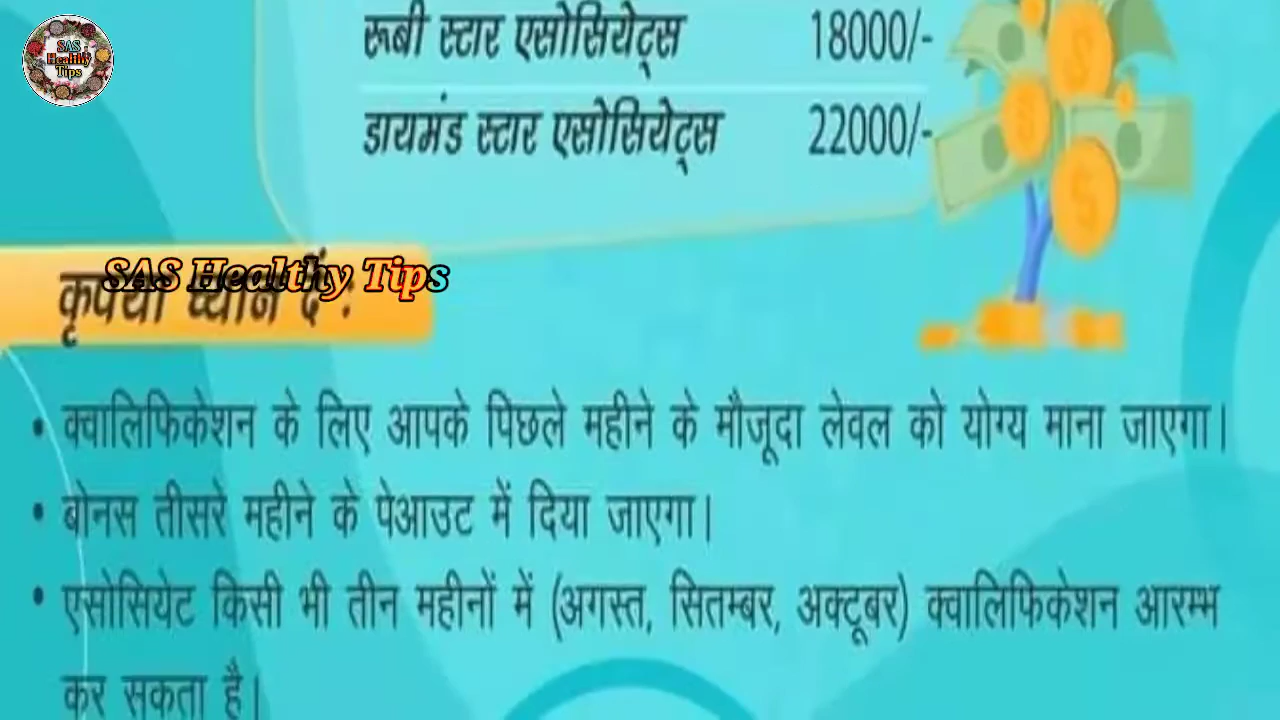 SAS
Healthy
Tips
रूबी स्टार एसोसियेट्स 18000/-
डायमंड स्टार एसोसियेट्स 22000/-
SAS Healthy Tips
कृपया ध्यान दें :
• क्वालिफिकेशन के लिए आपके पिछले महीने के मौजूदा लेवल को योग्य माना जाएगा।
• बोनस तीसरे महीने के पेआउट में दिया जाएगा।
• एसोसियेट किसी भी तीन महीनों में (अगस्त, सितम्बर, अक्टूबर) क्वालिफिकेशन आरम्भ
कर सकता है।